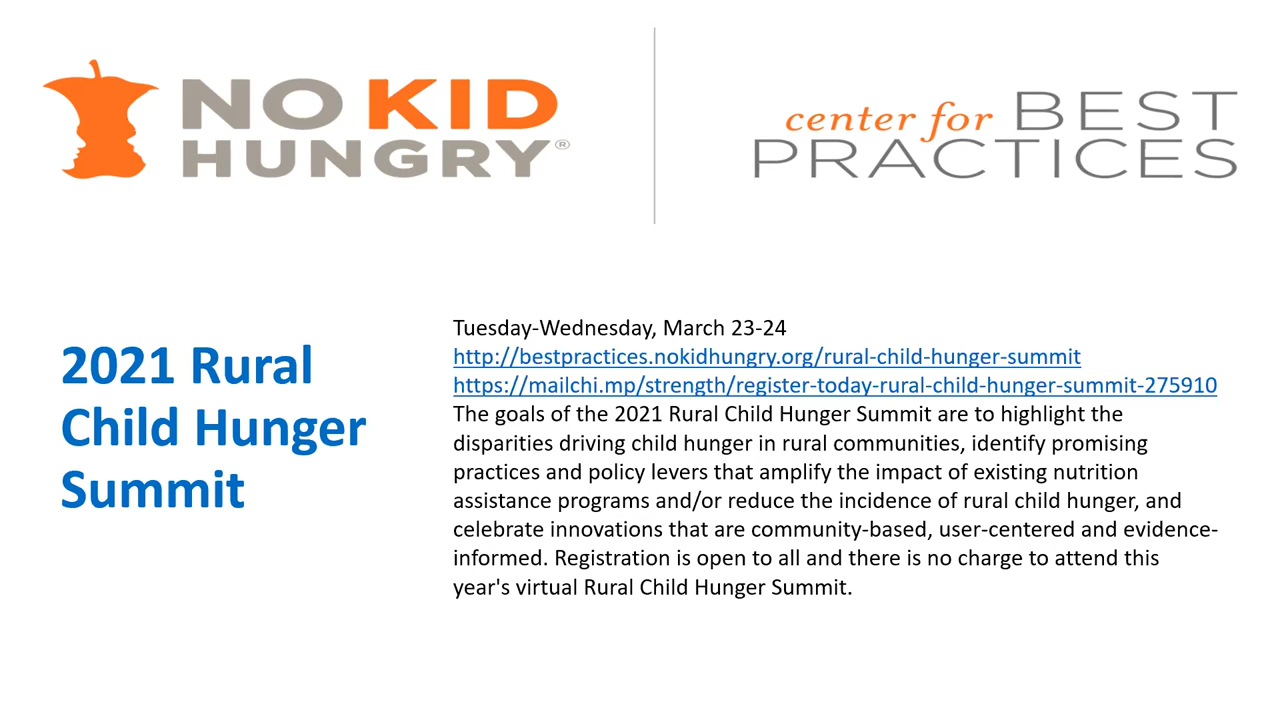 NO KID
HUNGRY®
center for BEST
PRACTICES
2021 Rural
Child Hunger
Summit
Tuesday-Wednesday, March 23-24
http://bestpractices.nokidhungry.org/rural-child-hunger-summit
https://mailchi.mp/strength/register-today-rural-child-hunger-summit-275910
The goals of the 2021 Rural Child Hunger Summit are to highlight the
disparities driving child hunger in rural communities, identify promising
practices and policy levers that amplify the impact of existing nutrition
assistance programs and/or reduce the incidence of rural child hunger, and
celebrate innovations that are community-based, user-centered and evidence-
informed. Registration is open to all and there is no charge to attend this
year's virtual Rural Child Hunger Summit.